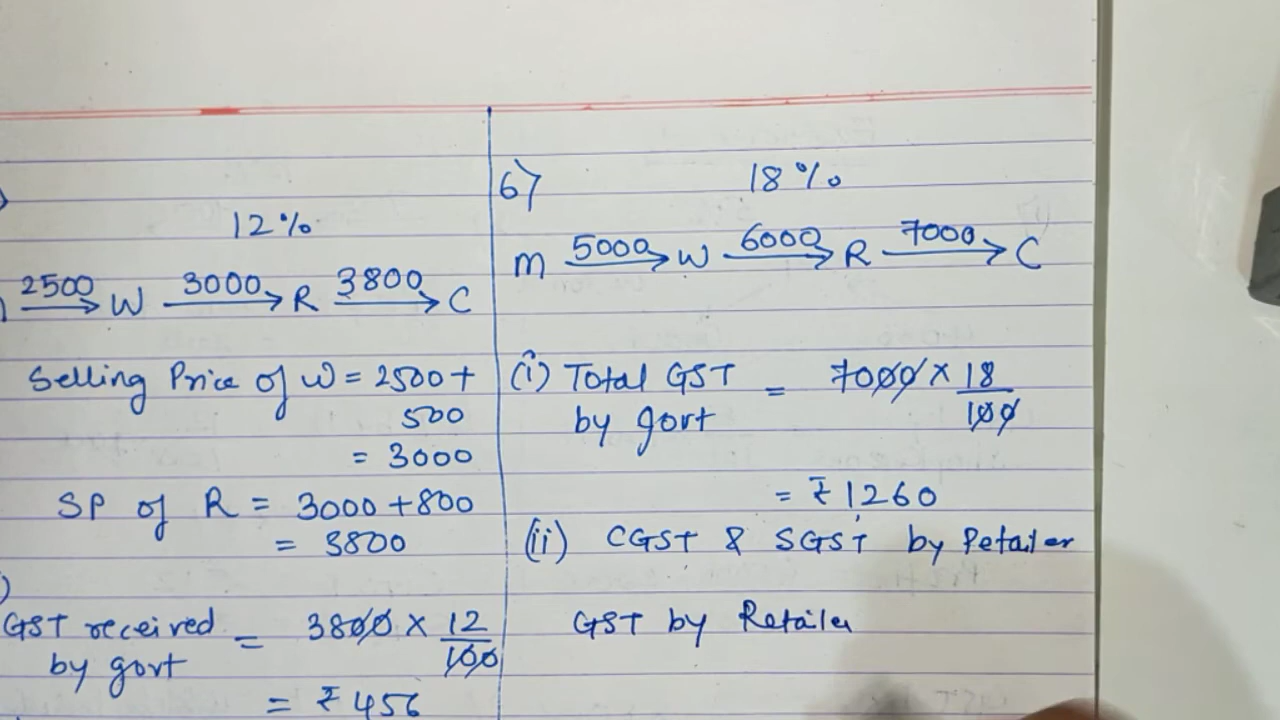 12%
2500 W 3000 R 3800 C
Selling Price of W = 2500 +
500
= 3000
SP of R = 3000 + 800
= 3800
GST received = 3800 × 12
by govt 100
= ₹ 456
6) 18%
M 5000 W 6000 R 7000 C
(i) Total GST = 7000 × 18
by govt 100
= ₹ 1260
(ii) CGST & SGST by Retailer
GST by Retailer